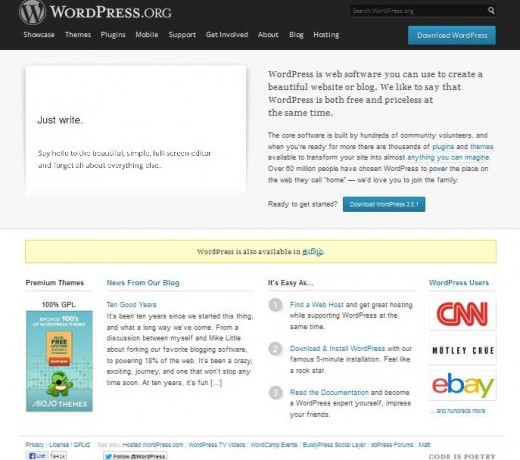 WORDPRESS.ORG
Search WordPress.org
Showcase Themes Plugins Mobile Support Get Involved About Blog Hosting
Download WordPress
Just write.
Say hello to the beautiful, simple, full-screen editor
and forget all about everything else.
WordPress is web software you can use to create a
beautiful website or blog. We like to say that
WordPress is both free and priceless at
the same time.
The core software is built by hundreds of community volunteers, and
when you're ready for more there are thousands of plugins and themes
available to transform your site into almost anything you can imagine.
Over 60 million people have chosen WordPress to power the place on
the web they call "home" — we'd love you to join the family.
Ready to get started? Download WordPress 3.5.1
WordPress is also available in தமிழ்.
Premium Themes
100% GPL
BROWSE 100'S
OF WORDPRESS THEMES
PLUS,
FREE
LIFETIME
SUPPORT
MOJO THEMES
News From Our Blog
Ten Good Years
It's been ten years since we started this thing,
and what a long way we've come. From a
discussion between myself and Mike Little
about forking our favorite blogging software,
to powering 18% of the web. It's been a crazy,
exciting, journey, and one that won't stop any
time soon. At ten years, it's fun […]
It's Easy As…
1 Find a Web Host and get great hosting
while supporting WordPress at the
same time.
2 Download & Install WordPress with our
famous 5-minute installation. Feel like
a rock star.
3 Read the Documentation and become
a WordPress expert yourself, impress
your friends.
WordPress Users
CNN
MÖTLEY CRÜE
ebay
... and hundreds more
Privacy | License / GPLv2 See also: Hosted WordPress.com | WordPress.TV Videos | WordCamp Events | BuddyPress Social Layer | bbPress Forums | Matt
Like
Follow @WordPress
CODE IS POETRY